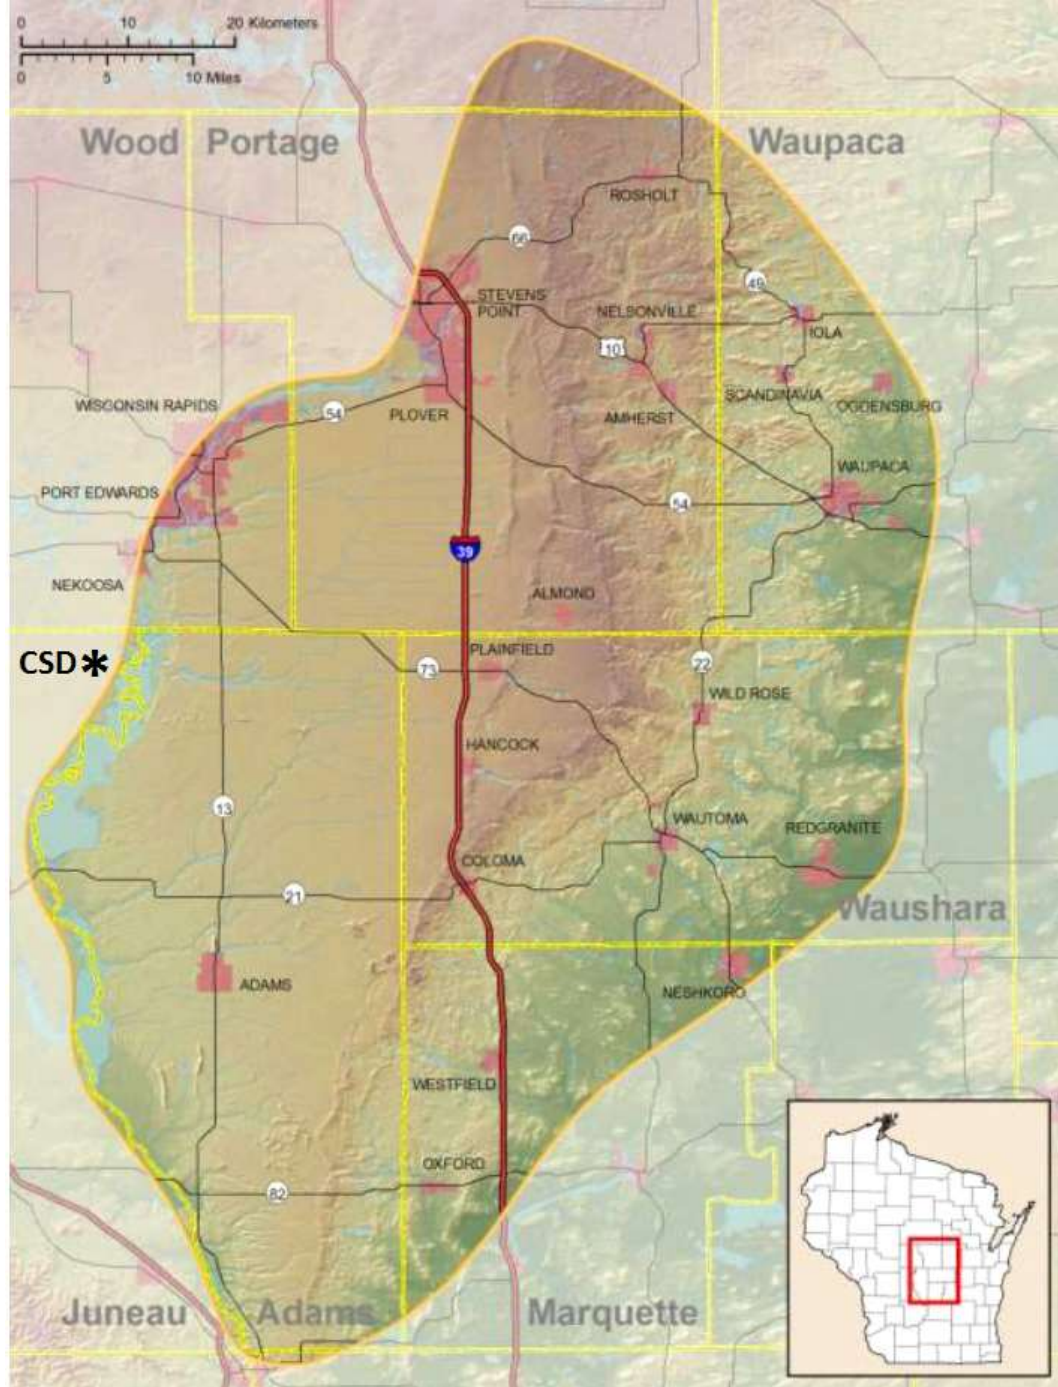 0 10 20 Kilometers
0 5 10 Miles
Wood Portage Waupaca
ROSHOLT
66
49
STEVENS
POINT
NELSONVILLE
IOLA
10
SCANDINAVIA
WISCONSIN RAPIDS
54
PLOVER
AMHERST
OGDENSBURG
WAUPACA
PORT EDWARDS
54
39
NEKOOSA
ALMOND
CSD*
PLAINFIELD
73
22
WILD ROSE
HANCOCK
13
WAUTOMA
REDGRANITE
COLOMA
21
Waushara
ADAMS
NESHKORO
WESTFIELD
OXFORD
82
Juneau Adams Marquette